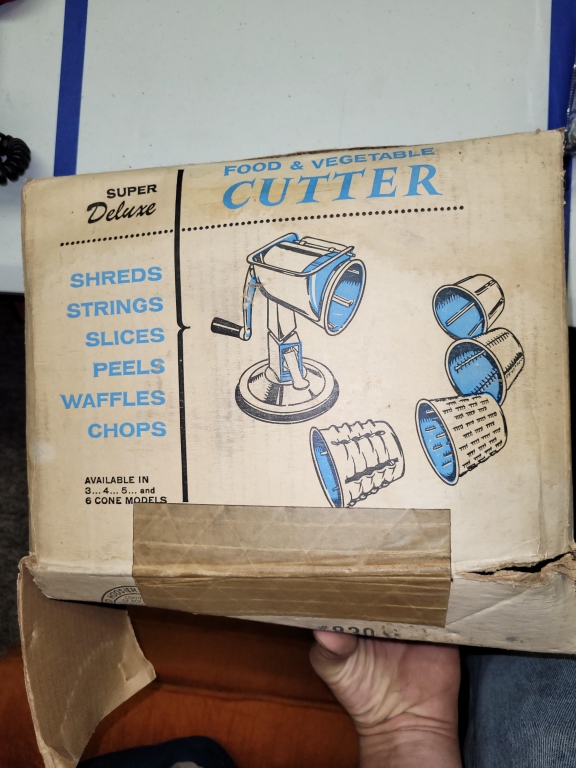 SUPER
Deluxe
FOOD & VEGETABLE
CUTTER
SHREDS
STRINGS
SLICES
PEELS
WAFFLES
CHOPS
AVAILABLE IN
3...4...5... and
6 CONE MODELS